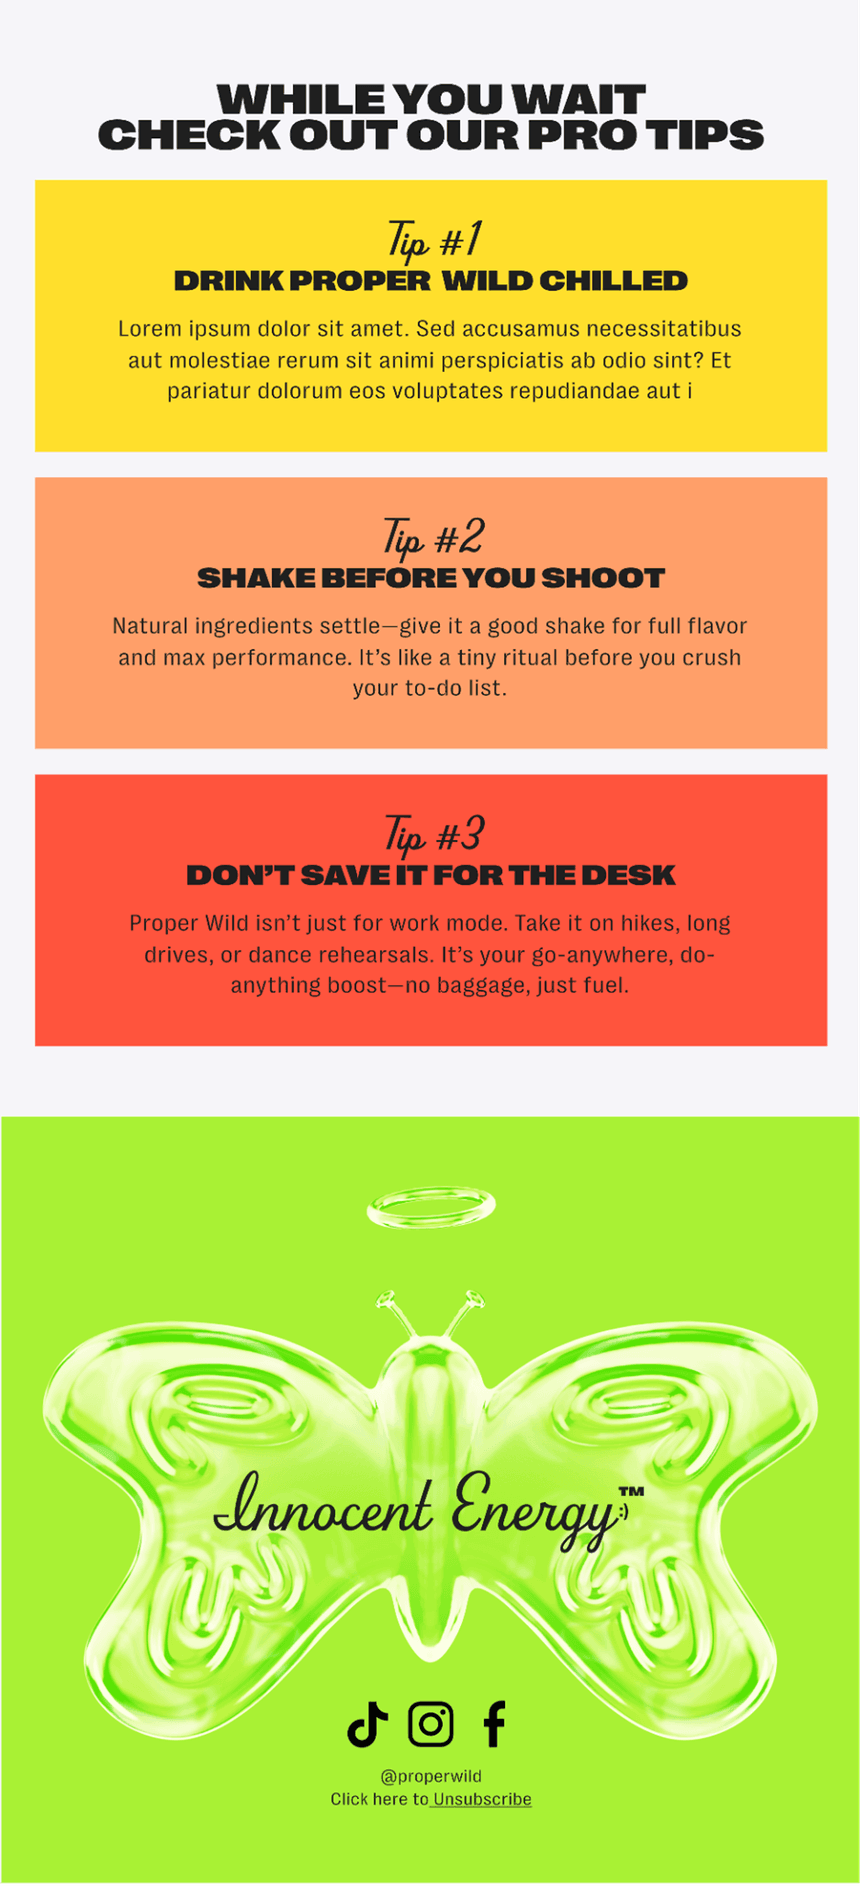 WHILE YOU WAIT
CHECK OUT OUR PRO TIPS
Tip #1
DRINK PROPER WILD CHILLED
Lorem ipsum dolor sit amet. Sed accusamus necessitatibus
aut molestiae rerum sit animi perspiciatis ab odio sint? Et
pariatur dolorum eos voluptates repudiandae aut i
Tip #2
SHAKE BEFORE YOU SHOOT
Natural ingredients settle—give it a good shake for full flavor
and max performance. It’s like a tiny ritual before you crush
your to-do list.
Tip #3
DON’T SAVE IT FOR THE DESK
Proper Wild isn’t just for work mode. Take it on hikes, long
drives, or dance rehearsals. It’s your go-anywhere, do-
anything boost—no baggage, just fuel.
Innocent Energy™ :)
@properwild
Click here to Unsubscribe